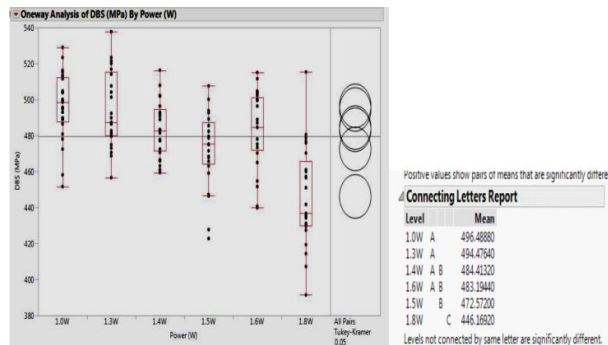 Oneway Analysis of DBS (MPa) By Power (W)
540
520
500
480
460
440
420
400
380
DBS (MPa)
1.0W 1.3W 1.4W 1.5W 1.6W 1.8W
Power (W)
All Pairs
Tukey-Kramer
0.05
Positive values show pairs of means that are significantly differe
Connecting Letters Report
Level Mean
1.0W A 496.48880
1.3W A 494.47640
1.4W A B 484.41320
1.6W A B 483.19440
1.5W B 472.57200
1.8W C 446.16920
Levels not connected by same letter are significantly different.